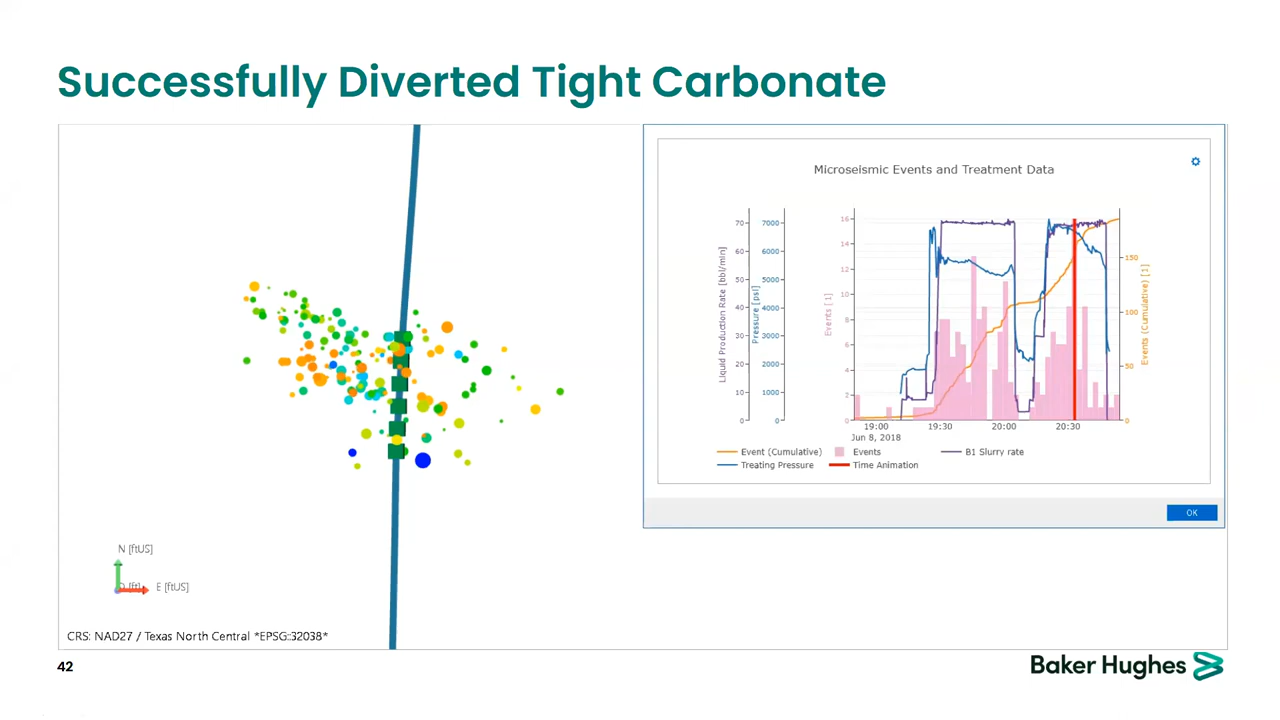 Successfully Diverted Tight Carbonate
Microseismic Events and Treatment Data
70
60
50
40
30
20
10
0
Liquid Production Rate [bbl/min]
7000
6000
5000
4000
3000
2000
1000
0
Pressure [psi]
16
14
12
10
8
6
4
2
0
Events [1]
150
100
50
0
Events (Cumulative) [1]
19:00 19:30 20:00 20:30
Jun 8, 2018
Event (Cumulative) Events B1 Slurry rate
Treating Pressure Time Animation
OK
N [ftUS]
E [ftUS]
CRS: NAD27 / Texas North Central *EPSG::32038*
42
Baker Hughes